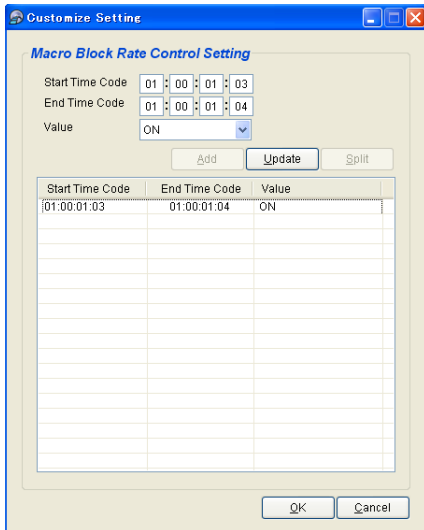 Customize Setting
Macro Block Rate Control Setting
Start Time Code 01 : 00 : 01 : 03
End Time Code 01 : 00 : 01 : 04
Value ON
Add Update Split
Start Time Code End Time Code Value
01:00:01:03 01:00:01:04 ON
OK Cancel